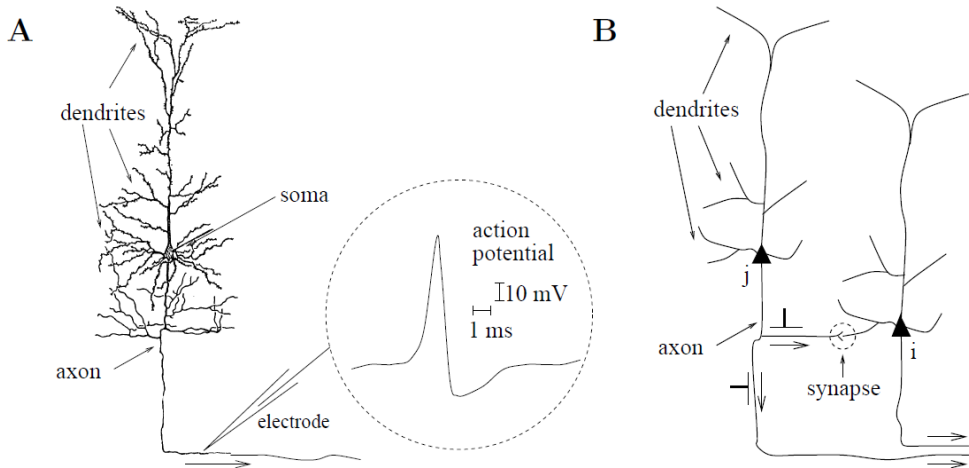 A
dendrites
soma
action
potential
10 mV
1 ms
axon
electrode
B
dendrites
j
axon
i
synapse